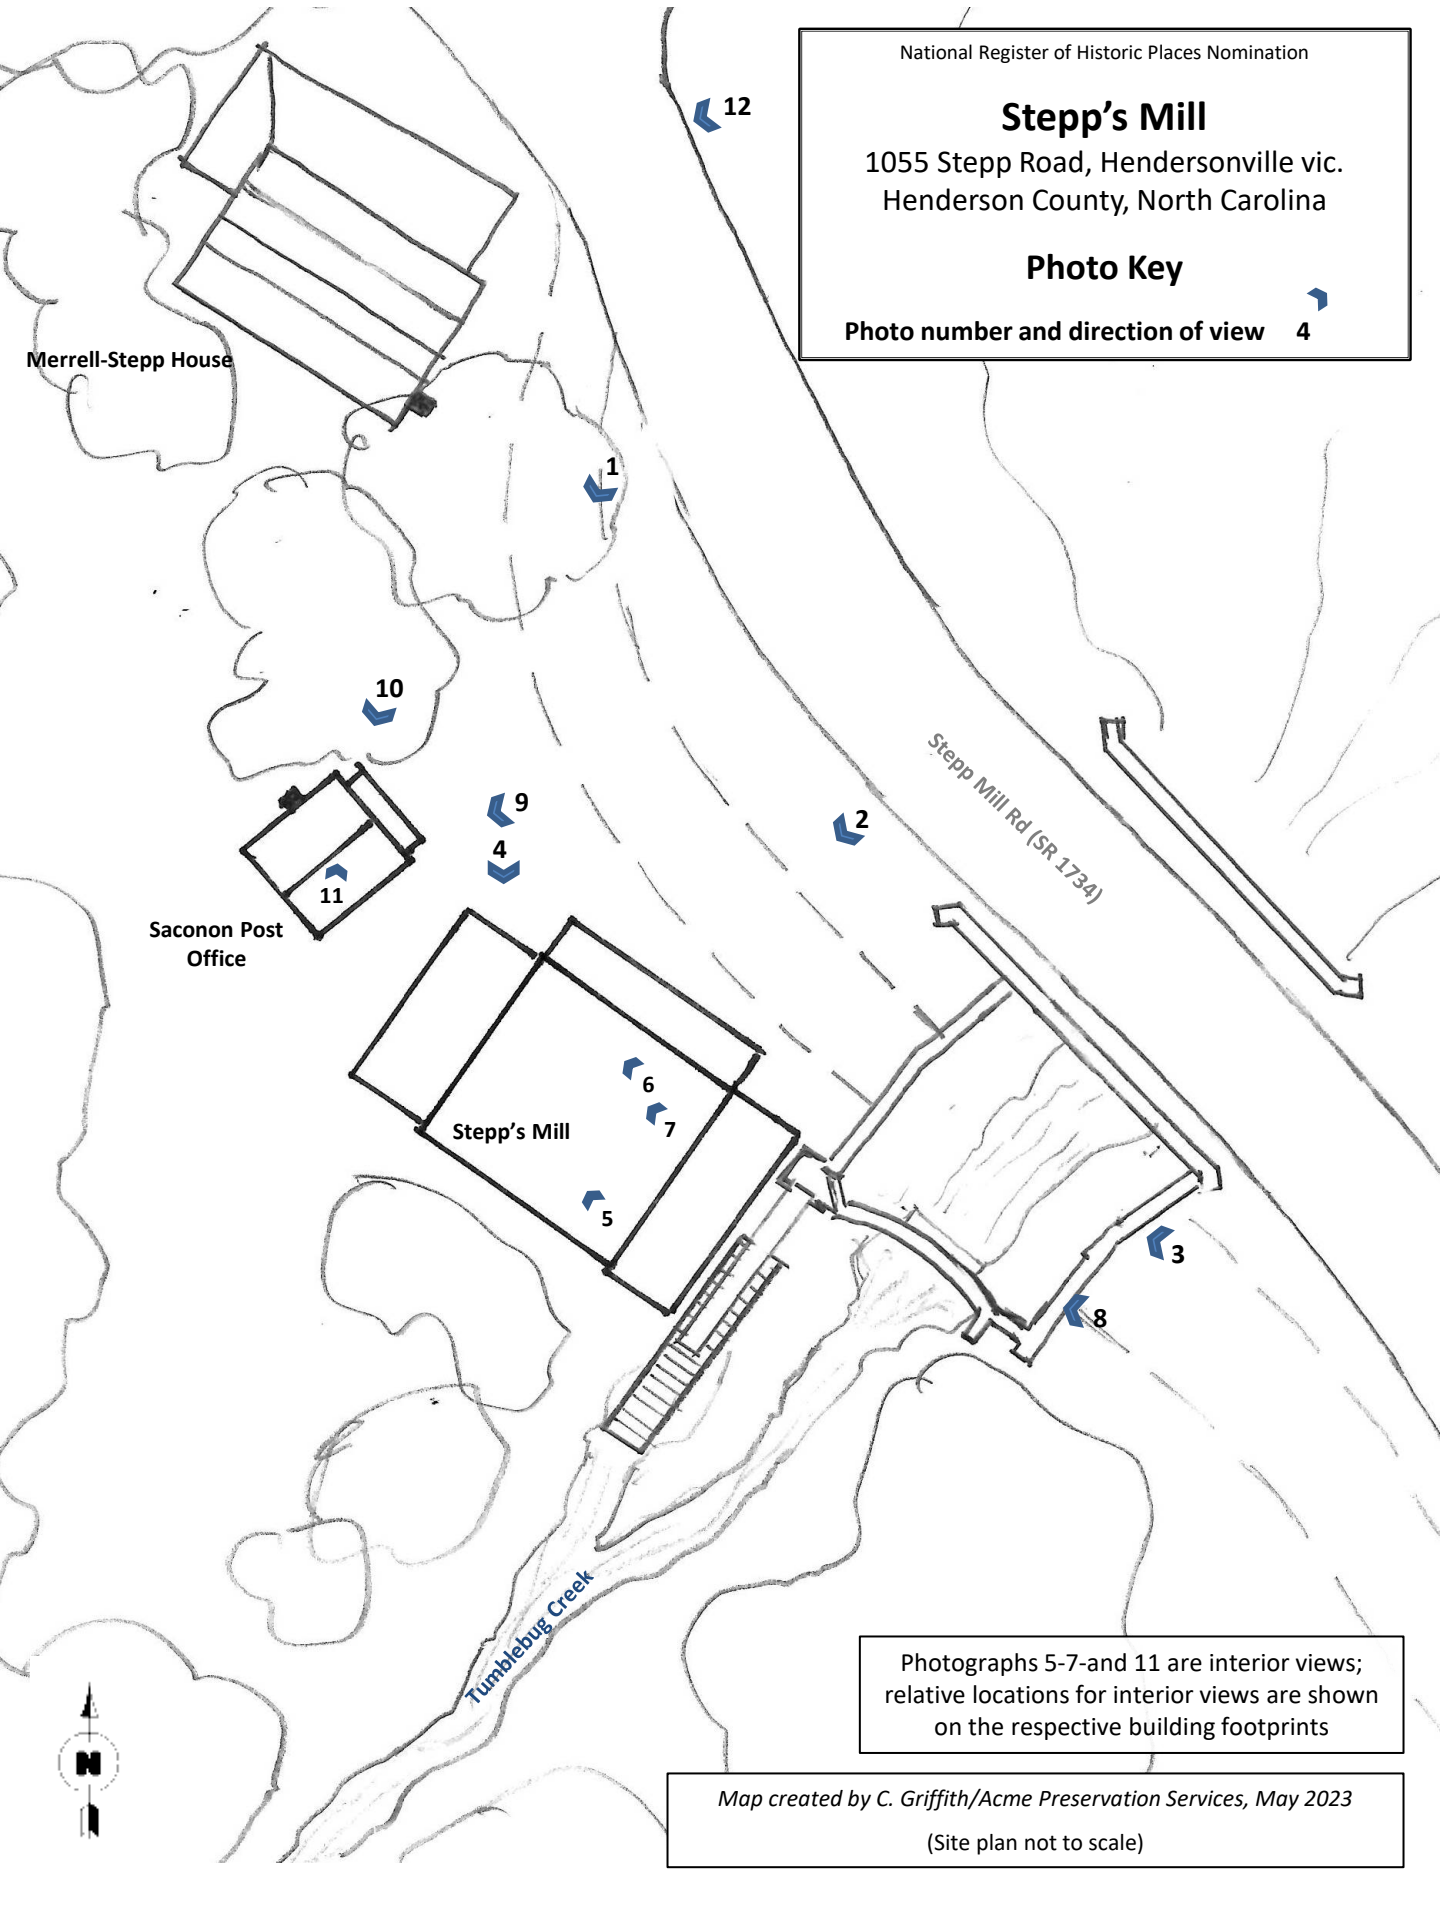 National Register of Historic Places Nomination
Stepp’s Mill
1055 Stepp Road, Hendersonville vic.
Henderson County, North Carolina
Photo Key
Photo number and direction of view 4
12
Merrell-Stepp House
1
10
9
4
2
11
Stepp Mill Rd (SR 1734)
Saconon Post
Office
6
7
Stepp’s Mill
5
3
8
Tumblebug Creek
Photographs 5-7-and 11 are interior views;
relative locations for interior views are shown
on the respective building footprints
N
Map created by C. Griffith/Acme Preservation Services, May 2023
(Site plan not to scale)